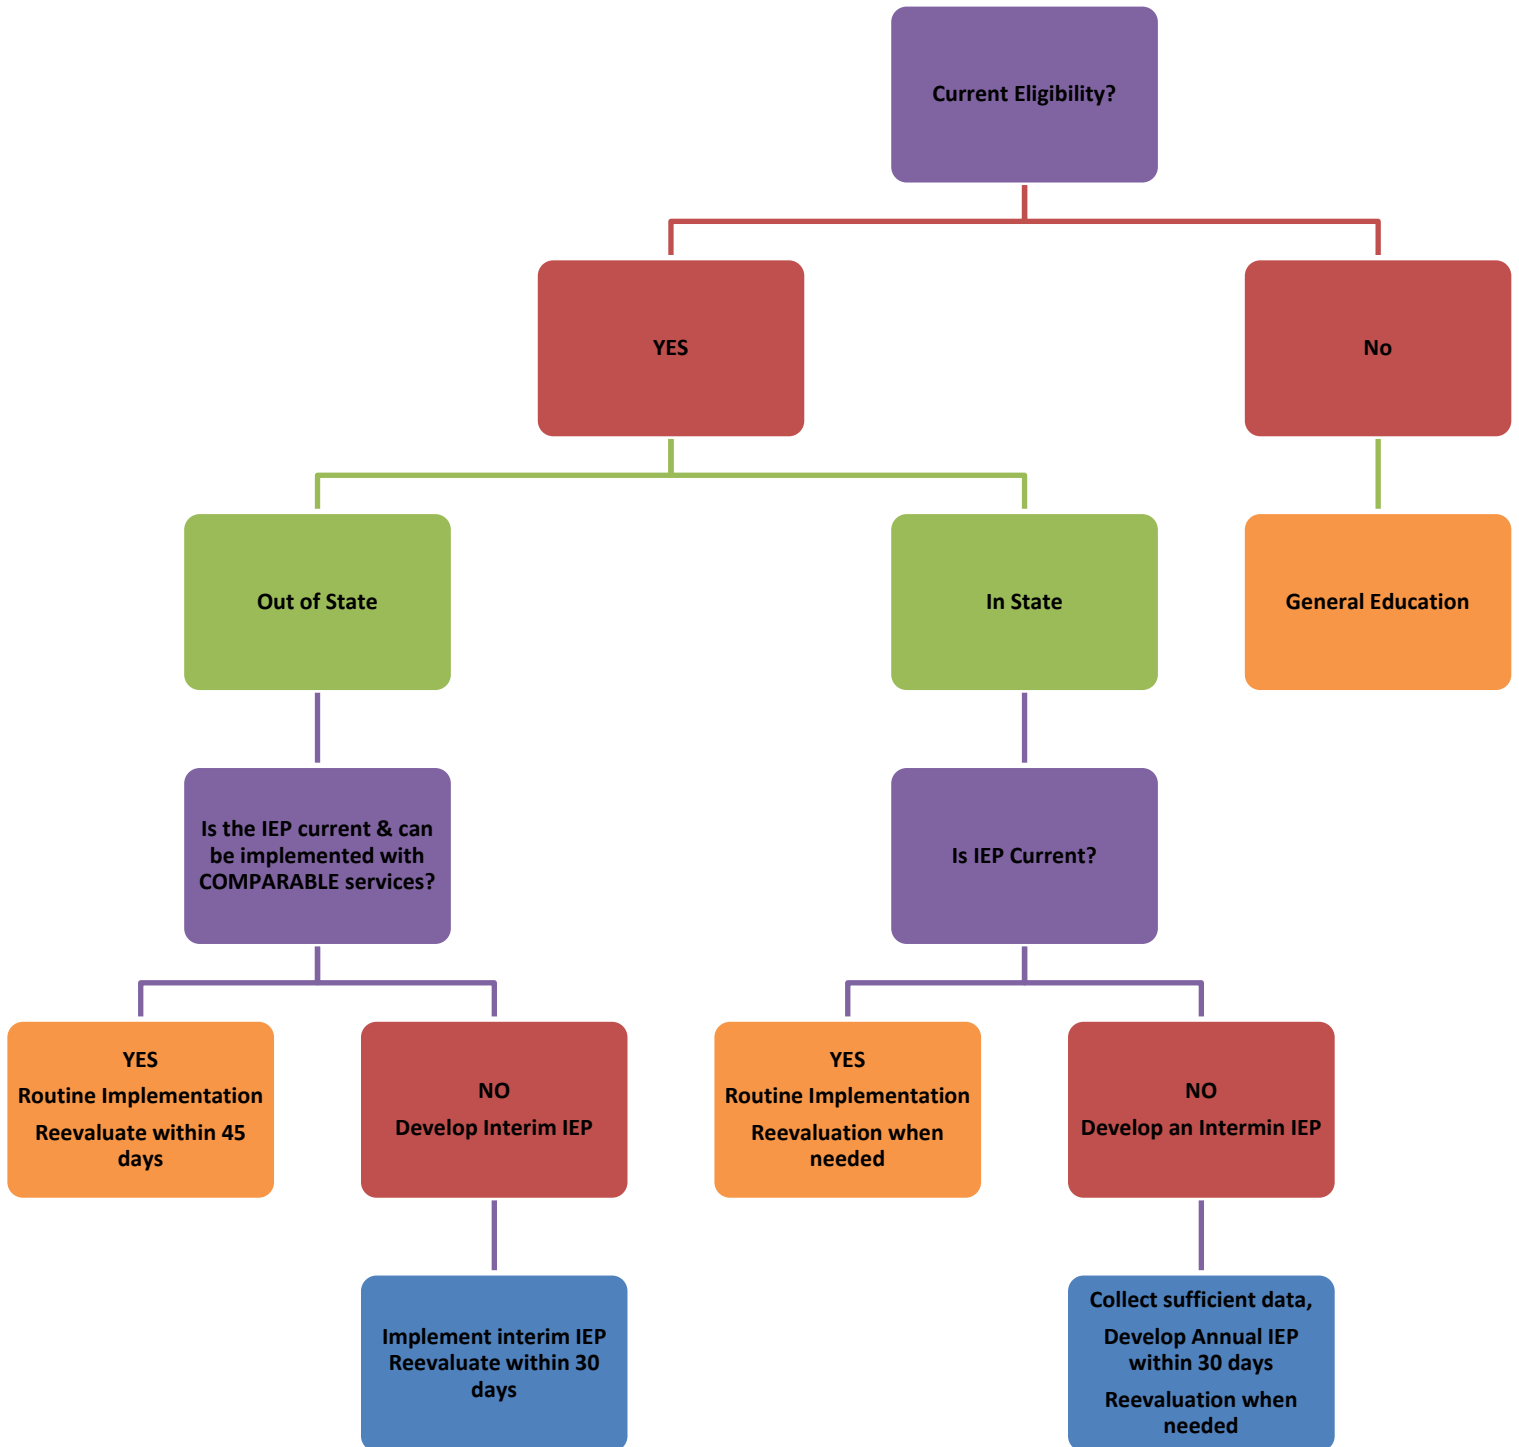 Current Eligibility?
YES
No
Out of State
In State
General Education
Is the IEP current & can
be implemented with
COMPARABLE services?
Is IEP Current?
YES
Routine Implementation
Reevaluate within 45
days
NO
Develop Interim IEP
YES
Routine Implementation
Reevaluation when
needed
NO
Develop an Intermin IEP
Implement interim IEP
Reevaluate within 30
days
Collect sufficient data,
Develop Annual IEP
within 30 days
Reevaluation when
needed